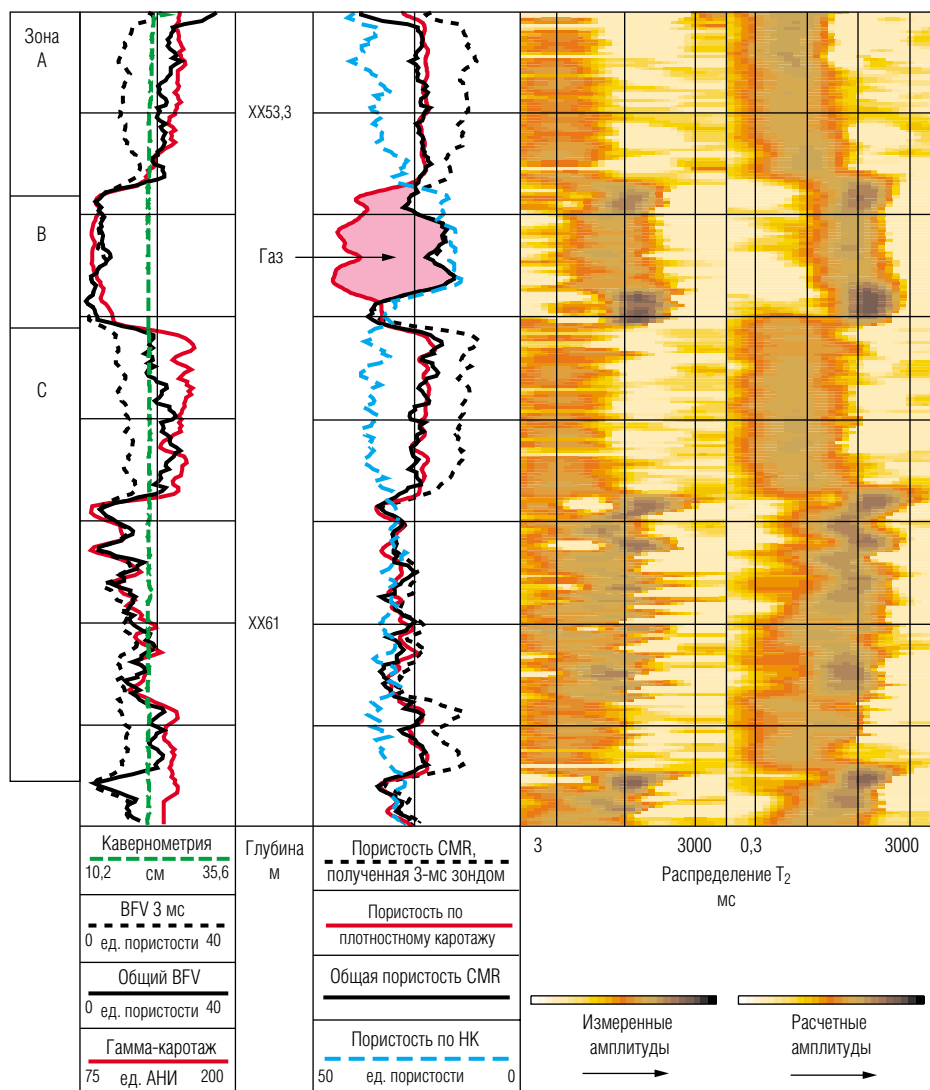 Зона
A
B
C
XX53,3
XX61
Газ
Кавернометрия
10,2 см 35,6
BFV 3 мс
0 ед. пористости 40
Общий BFV
0 ед. пористости 40
Гамма-каротаж
75 ед. АНИ 200
Глубина
м
Пористость CMR,
полученная 3-мс зондом
Пористость по
плотностному каротажу
Общая пористость CMR
Пористость по НК
50 ед. пористости 0
3 3000 0,3 3000
Распределение T2
мс
Измеренные
амплитуды
Расчетные
амплитуды